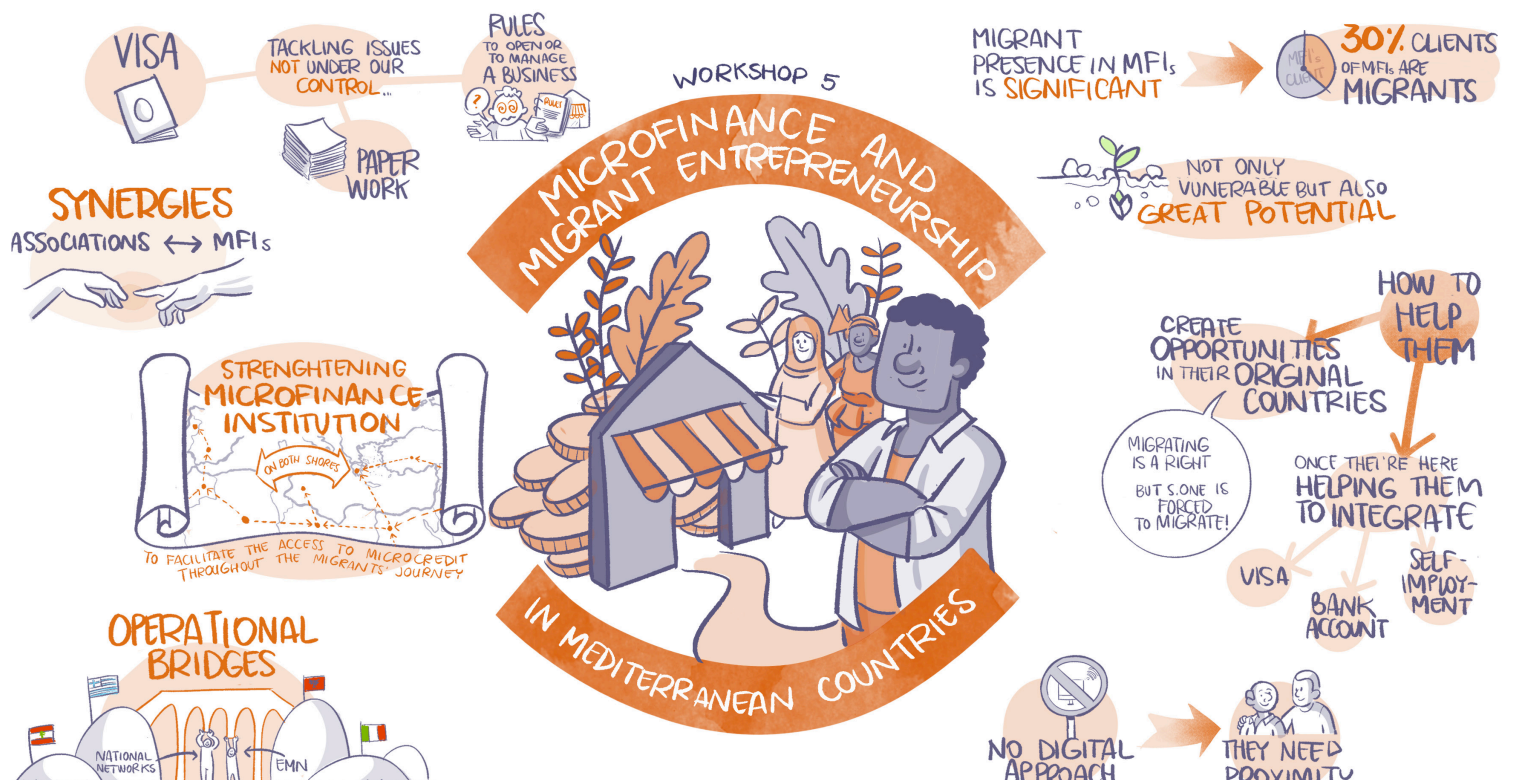 WORKSHOP 5
MICROFINANCE AND
MIGRANT ENTREPRENEURSHIP
IN MEDITERRANEAN COUNTRIES
VISA
TACKLING ISSUES
NOT UNDER OUR
CONTROL...
RULES
TO OPEN OR
TO MANAGE
A BUSINESS
?
RULES
PAPER
WORK
SYNERGIES
ASSOCIATIONS ↔ MFIs
STRENGHTENING
MICROFINANCE
INSTITUTION
ON BOTH SHORES
TO FACILITATE THE ACCESS TO MICROCREDIT
THROUGHOUT THE MIGRANTS' JOURNEY
OPERATIONAL
BRIDGES
NATIONAL
NETWORKS
EMN
MIGRANT
PRESENCE IN MFIs
IS SIGNIFICANT
MFI's
CLIENT
30% CLIENTS
OF MFIs ARE
MIGRANTS
NOT ONLY
VUNERABLE BUT ALSO
GREAT POTENTIAL
HOW TO
HELP
THEM
CREATE
OPPORTUNITIES
IN THEIR ORIGINAL
COUNTRIES
MIGRATING
IS A RIGHT
BUT S.ONE IS
FORCED
TO MIGRATE!
ONCE THEI'RE HERE
HELPING THEM
TO INTEGRATE
VISA
BANK
ACCOUNT
SELF-
IMPLOY-
MENT
NO DIGITAL
APPROACH
THEY NEED
PROXIMITY